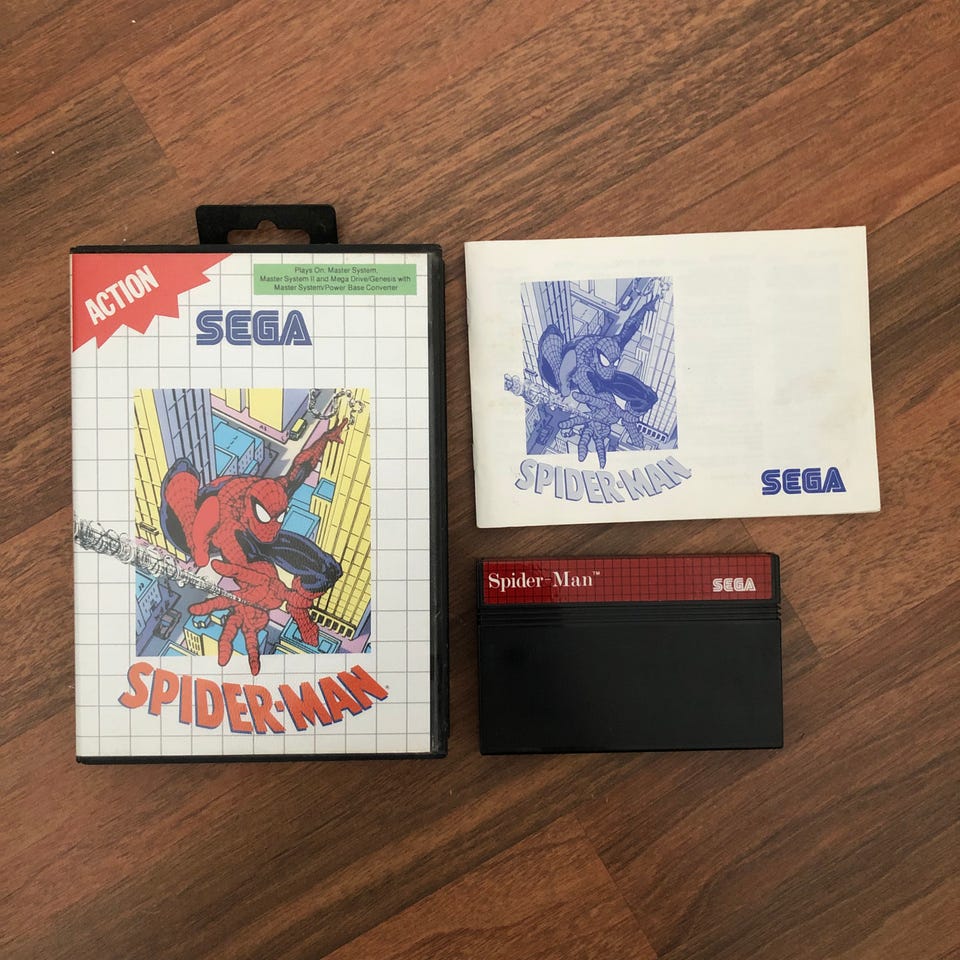 ACTION
Plays On, Master System,
Master System II and Mega Drive/Genesis with
Master System/Power Base Converter
SEGA
SPIDER-MAN
SPIDER-MAN
SEGA
Spider-Man™
SEGA